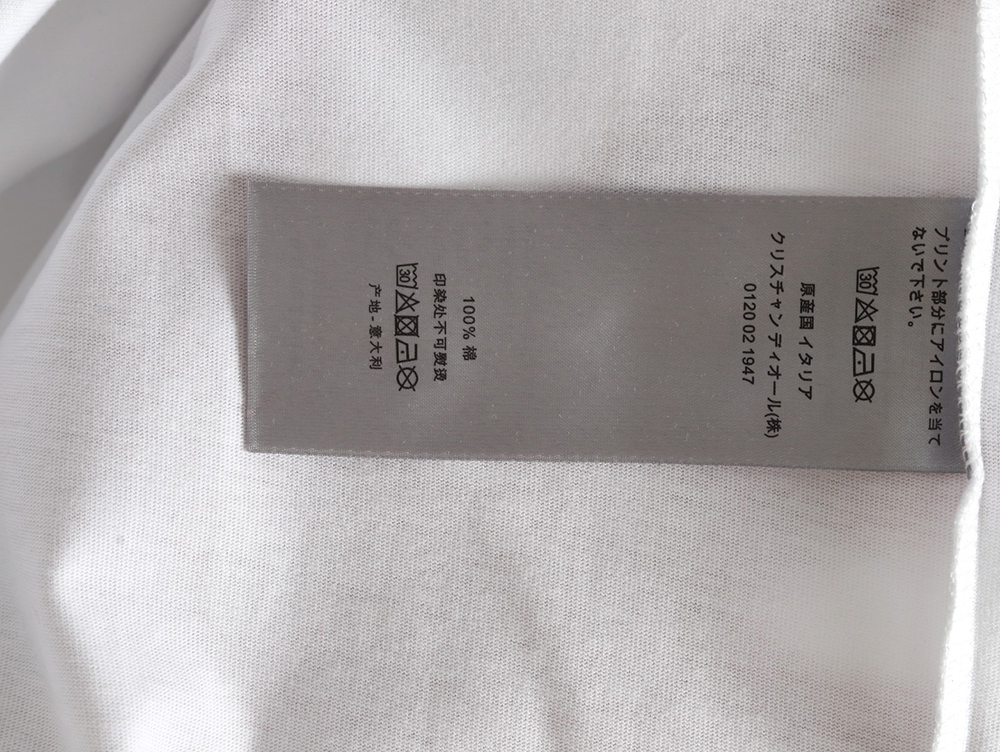 プリント部分にアイロンを当て
ないで下さい。
30
原産国 イタリア
クリスチャン ディオール(株)
0120 02 1947
100% 棉
印染处不可熨烫
30
产地 - 意大利